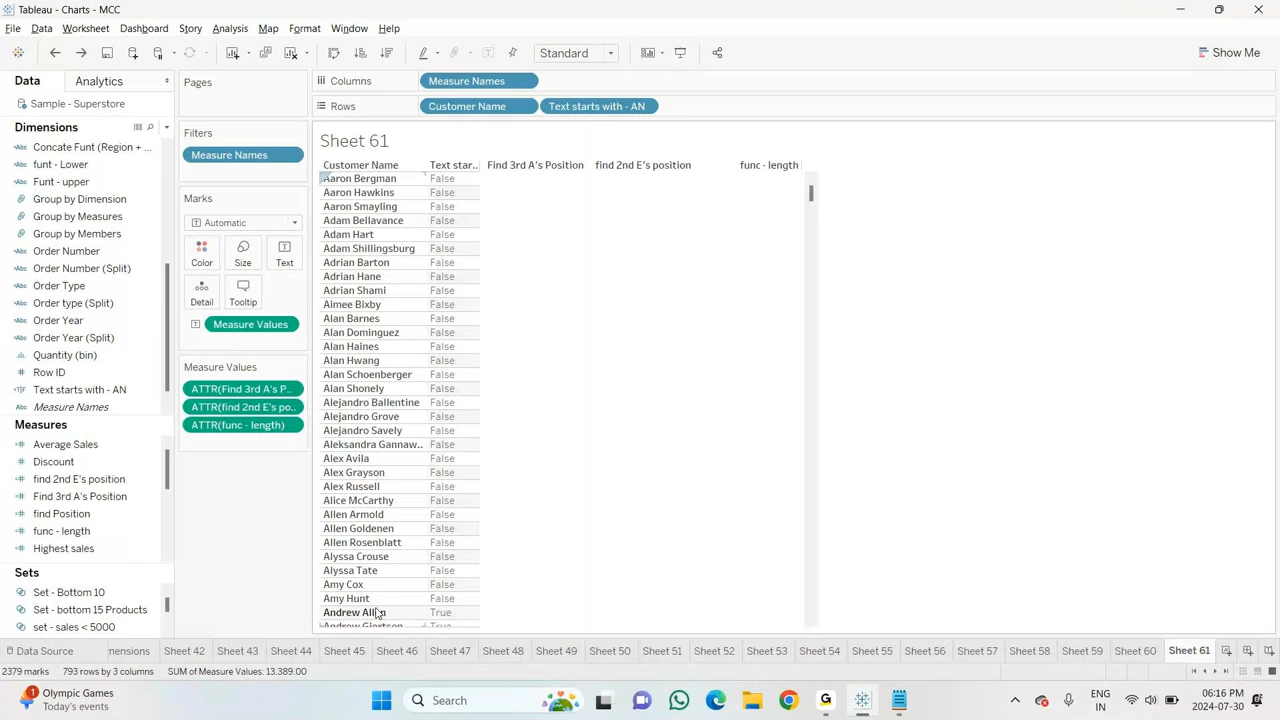 Tableau - Charts - MCC
File Data Worksheet Dashboard Story Analysis Map Format Window Help
Standard
Show Me
Data Analytics
Sample - Superstore
Dimensions
Concate Funt (Region + ...
funt - Lower
Funt - upper
Group by Dimension
Group by Measures
Group by Members
Order Number
Order Number (Split)
Order Type
Order type (Split)
Order Year
Order Year (Split)
Quantity (bin)
Row ID
Text starts with - AN
Measure Names
Measures
Average Sales
Discount
find 2nd E's position
Find 3rd A's Position
find Position
func - length
Highest sales
Sets
Set - Bottom 10
Set - bottom 15 Products
set - sales < 5000
Pages
Filters
Measure Names
Marks
Automatic
Color Size Text
Detail Tooltip
Measure Values
Measure Values
ATTR(Find 3rd A's P..
ATTR(find 2nd E's po..
ATTR(func - length)
Columns Measure Names
Rows Customer Name Text starts with - AN
Sheet 61
Customer Name Text star.. Find 3rd A's Position find 2nd E's position func - length
Aaron Bergman False
Aaron Hawkins False
Aaron Smayling False
Adam Bellavance False
Adam Hart False
Adam Shillingsburg False
Adrian Barton False
Adrian Hane False
Adrian Shami False
Aimee Bixby False
Alan Barnes False
Alan Dominguez False
Alan Haines False
Alan Hwang False
Alan Schoenberger False
Alan Shonely False
Alejandro Ballentine False
Alejandro Grove False
Alejandro Savely False
Aleksandra Gannaw.. False
Alex Avila False
Alex Grayson False
Alex Russell False
Alice McCarthy False
Allen Armold False
Allen Goldenen False
Allen Rosenblatt False
Alyssa Crouse False
Alyssa Tate False
Amy Cox False
Amy Hunt False
Andrew Allen True
Andrew Gjertsen True
Data Source mensions Sheet 42 Sheet 43 Sheet 44 Sheet 45 Sheet 46 Sheet 47 Sheet 48 Sheet 49 Sheet 50 Sheet 51 Sheet 52 Sheet 53 Sheet 54 Sheet 55 Sheet 56 Sheet 57 Sheet 58 Sheet 59 Sheet 60 Sheet 61
2379 marks 793 rows by 3 columns SUM of Measure Values: 13,389.00
1 Olympic Games
Today's events
Search
ENG
IN
06:16 PM
2024-07-30